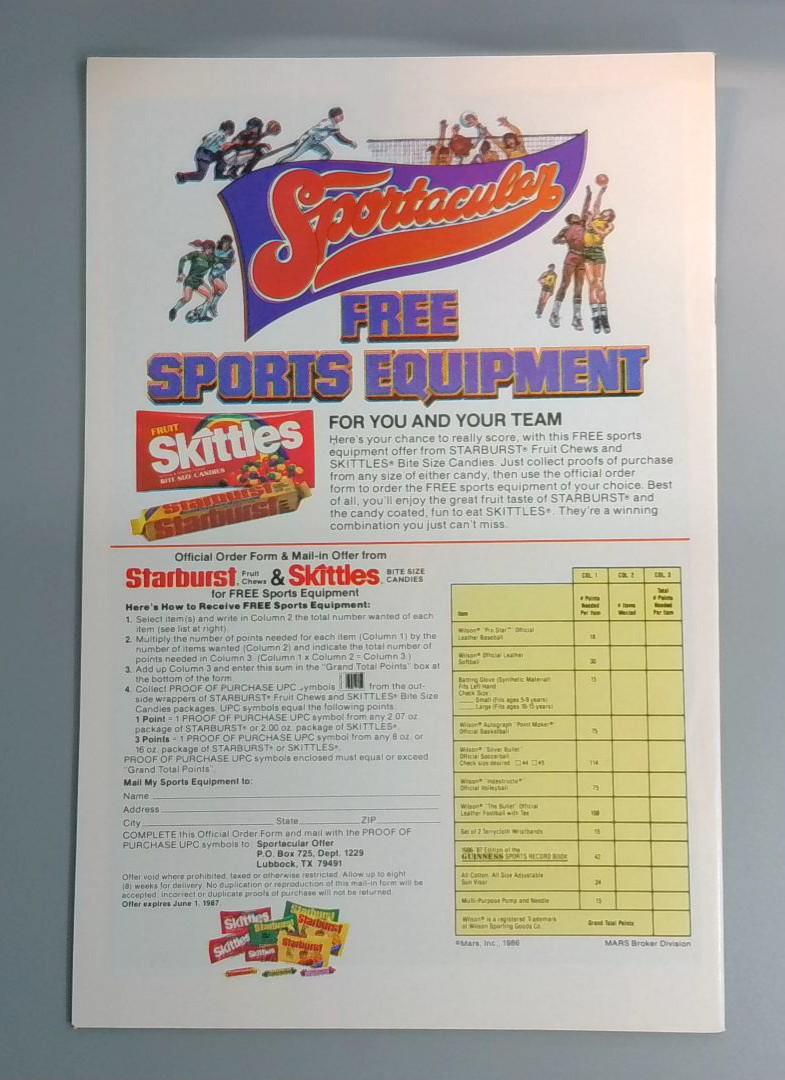 Sportacular
FREE
SPORTS EQUIPMENT
FRUIT
Skittles
BITE SIZE CANDIES
Starburst
Starburst
FOR YOU AND YOUR TEAM
Here's your chance to really score, with this FREE sports
equipment offer from STARBURST® Fruit Chews and
SKITTLES® Bite Size Candies. Just collect proofs of purchase
from any size of either candy, then use the official order
form to order the FREE sports equipment of your choice. Best
of all, you'll enjoy the great fruit taste of STARBURST® and
the candy coated, fun to eat SKITTLES®. They're a winning
combination you just can't miss.
Official Order Form & Mail-in Offer from
Starburst® Fruit Chews & Skittles® BITE SIZE CANDIES
for FREE Sports Equipment
Here's How to Receive FREE Sports Equipment:
1. Select item(s) and write in Column 2 the total number wanted of each
item (see list at right).
2. Multiply the number of points needed for each item (Column 1) by the
number of items wanted (Column 2) and indicate the total number of
points needed in Column 3. (Column 1 x Column 2 = Column 3.)
3. Add up Column 3 and enter this sum in the "Grand Total Points" box at
the bottom of the form.
4. Collect PROOF OF PURCHASE UPC symbols from the out-
side wrappers of STARBURST® Fruit Chews and SKITTLES® Bite Size
Candies packages. UPC symbols equal the following points:
1 Point = 1 PROOF OF PURCHASE UPC symbol from any 2.07 oz.
package of STARBURST® or 2.00 oz. package of SKITTLES®.
3 Points = 1 PROOF OF PURCHASE UPC symbol from any 8 oz. or
16 oz. package of STARBURST® or SKITTLES®.
PROOF OF PURCHASE UPC symbols enclosed must equal or exceed
"Grand Total Points".
Mail My Sports Equipment to:
Name
Address
City State ZIP
COMPLETE this Official Order Form and mail with the PROOF OF
PURCHASE UPC symbols to: Sportacular Offer
P.O. Box 725, Dept. 1229
Lubbock, TX 79491
Offer void where prohibited, taxed or otherwise restricted. Allow up to eight
(8) weeks for delivery. No duplication or reproduction of this mail-in form will be
accepted. Incorrect or duplicate proofs of purchase will not be returned.
Offer expires June 1, 1987.
Skittles Starburst Starburst
Skittles Skittles Starburst
COL. 1 COL. 2 COL. 3
Item # Points Needed Per Item # Items Wanted Total # Points Needed Per Item
Wilson® "Pro Star"™ Official
Leather Baseball 18
Wilson® Official Leather
Softball 30
Batting Glove (Synthetic Material) 15
Fits Left Hand
Check Size:
Small (Fits ages 5-9 years)
Large (Fits ages 10-15 years)
Wilson® Autograph "Point Maker"®
Official Basketball 75
Wilson® "Silver Bullet"
Official Soccerball
Check size desired #4 #5 114
Wilson® "Indestructo"®
Official Volleyball 75
Wilson® "The Bullet" Official
Leather Football with Tee 108
Set of 2 Terrycloth Wristbands 15
1986-'87 Edition of the
GUINNESS SPORTS RECORD BOOK 42
All Cotton, All Size Adjustable
Sun Visor 24
Multi-Purpose Pump and Needle 15
Wilson® is a registered Trademark
of Wilson Sporting Goods Co. Grand Total Points
©Mars, Inc., 1986 MARS Broker Division